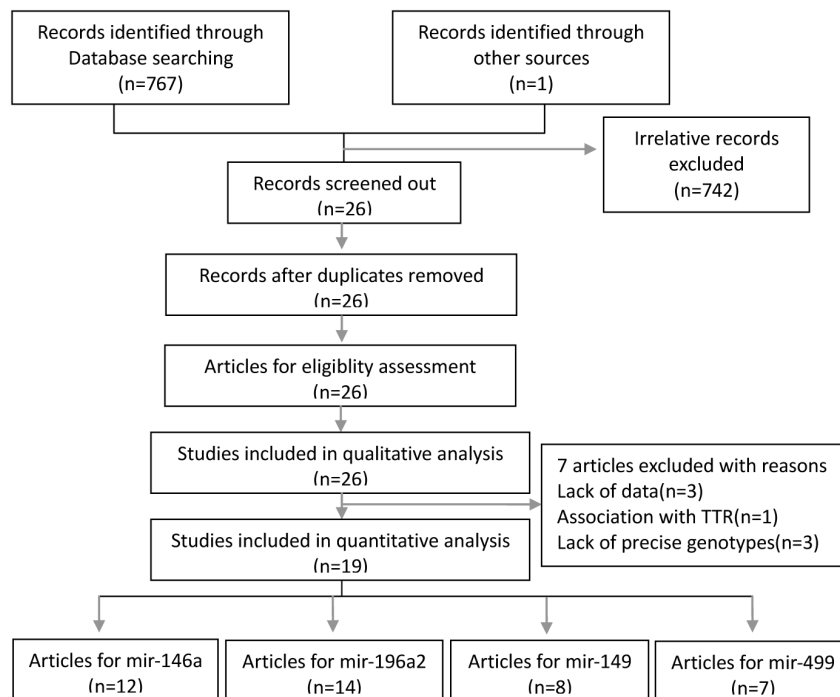 Records identified through
Database searching
(n=767)
Records identified through
other sources
(n=1)
Irrelative records
excluded
(n=742)
Records screened out
(n=26)
Records after duplicates removed
(n=26)
Articles for eligiblity assessment
(n=26)
Studies included in qualitative analysis
(n=26)
7 articles excluded with reasons
Lack of data(n=3)
Association with TTR(n=1)
Lack of precise genotypes(n=3)
Studies included in quantitative analysis
(n=19)
Articles for mir-146a
(n=12)
Articles for mir-196a2
(n=14)
Articles for mir-149
(n=8)
Articles for mir-499
(n=7)